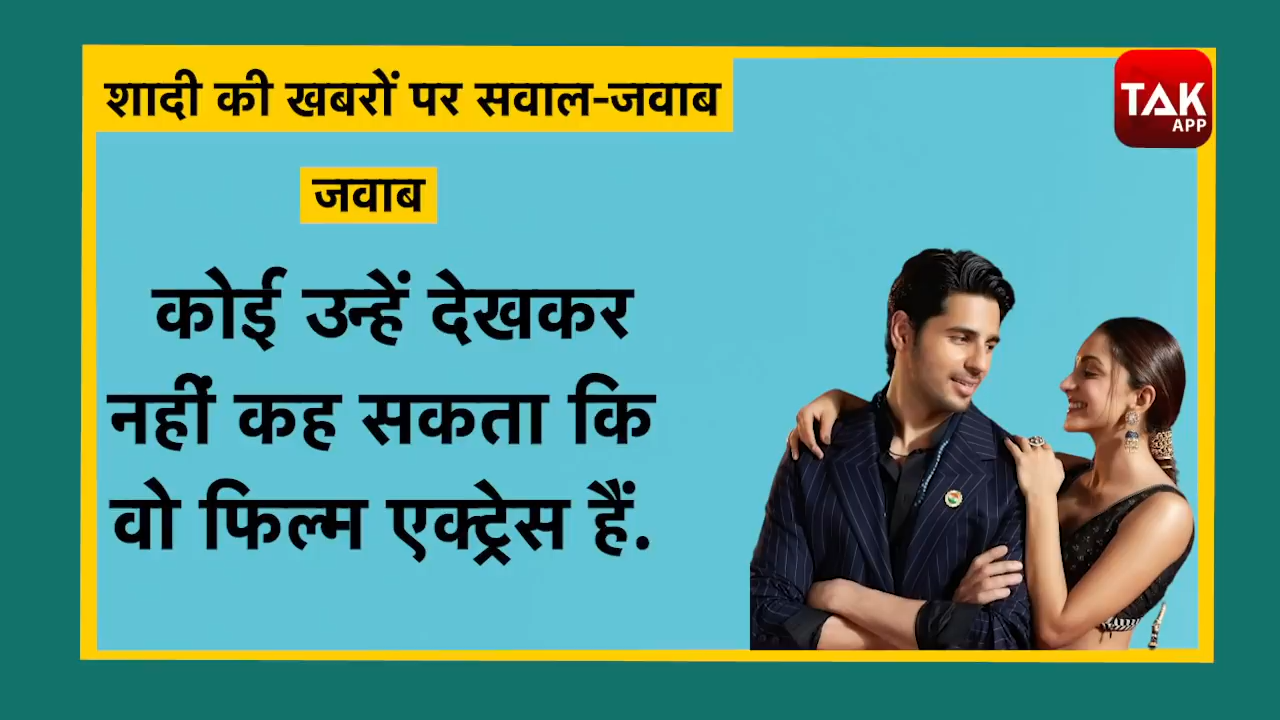 शादी की खबरों पर सवाल-जवाब
TAK
APP
जवाब
कोई उन्हें देखकर
नहीं कह सकता कि
वो फिल्म एक्ट्रेस हैं.